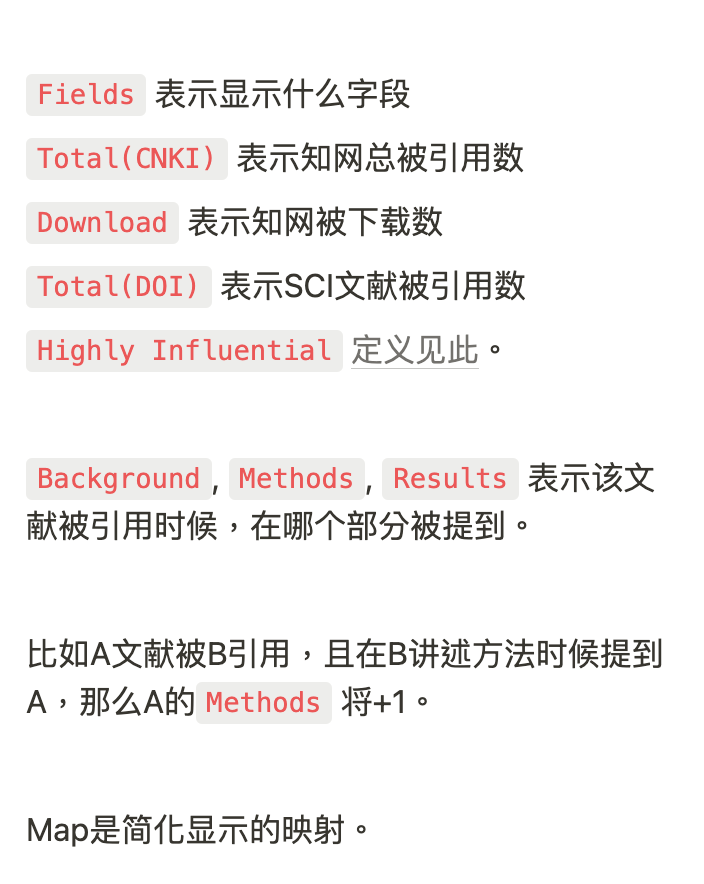 Fields 表示显示什么字段
Total(CNKI) 表示知网总被引用数
Download 表示知网被下载数
Total(DOI) 表示SCI文献被引用数
Highly Influential 定义见此。
Background, Methods, Results 表示该文
献被引用时候，在哪个部分被提到。
比如A文献被B引用，且在B讲述方法时候提到
A，那么A的 Methods 将+1。
Map是简化显示的映射。